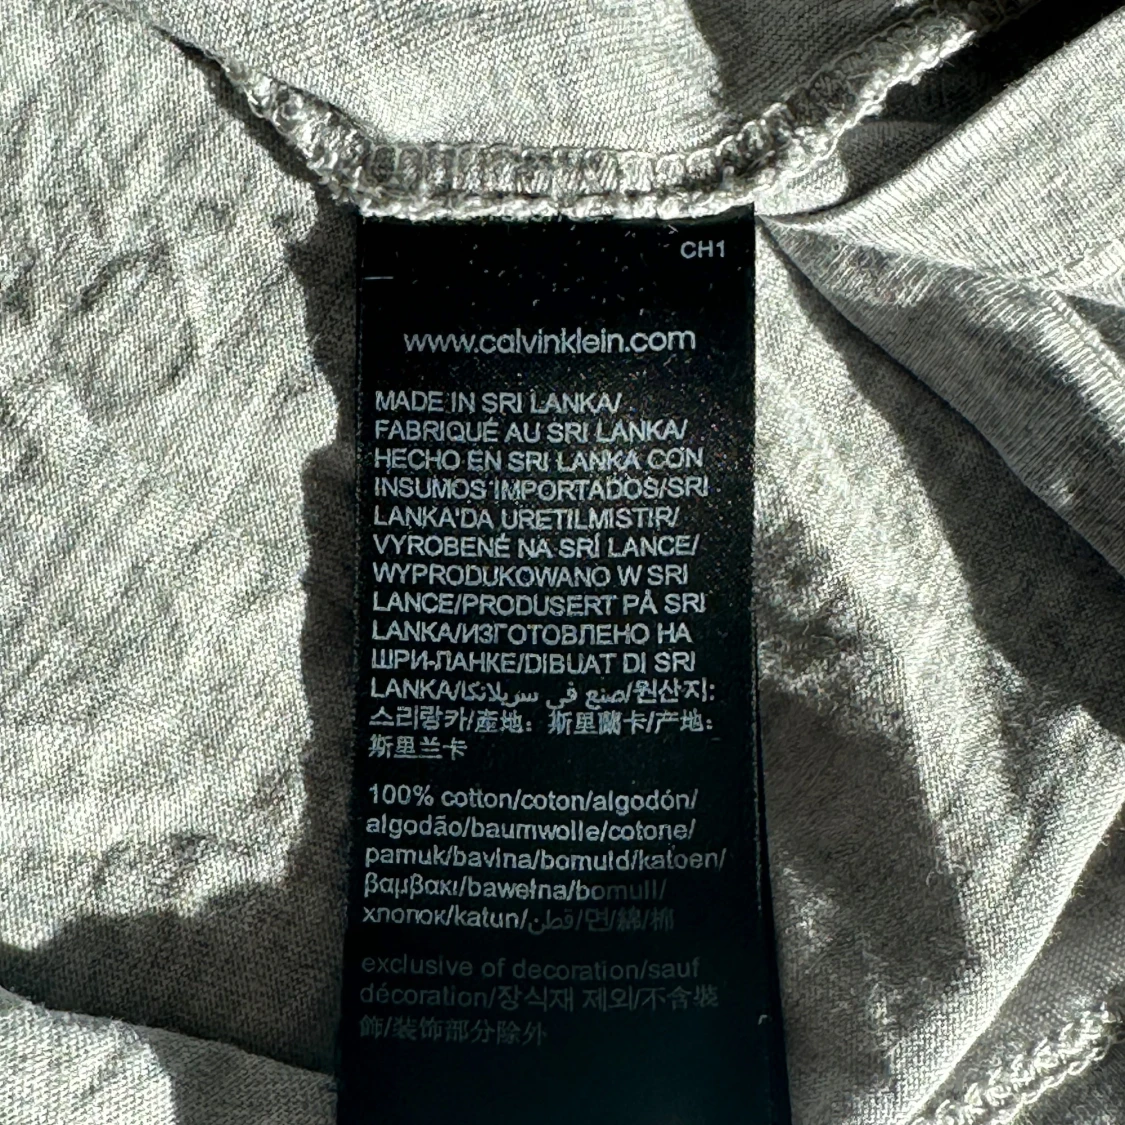 CH1
www.calvinklein.com
MADE IN SRI LANKA/
FABRIQUÉ AU SRI LANKA/
HECHO EN SRI LANKA CON
INSUMOS IMPORTADOS/SRI
LANKA'DA URETILMISTIR/
VYROBENÉ NA SRÍ LANCE/
WYPRODUKOWANO W SRI
LANCE/PRODUSERT PÅ SRI
LANKA/ИЗГОТОВЛЕНО НА
ШРИ-ЛАНКЕ/DIBUAT DI SRI
LANKA/صنع في سريلانكا/원산지:
스리랑카/產地：斯里蘭卡/产地：
斯里兰卡
100% cotton/coton/algodón/
algodão/baumwolle/cotone/
pamuk/bavlna/bomuld/katoen/
βαμβακι/bawełna/bomull/
хлопок/katun/قطن/면/綿/棉
exclusive of decoration/sauf
décoration/장식재 제외/不含裝
飾/装饰部分除外